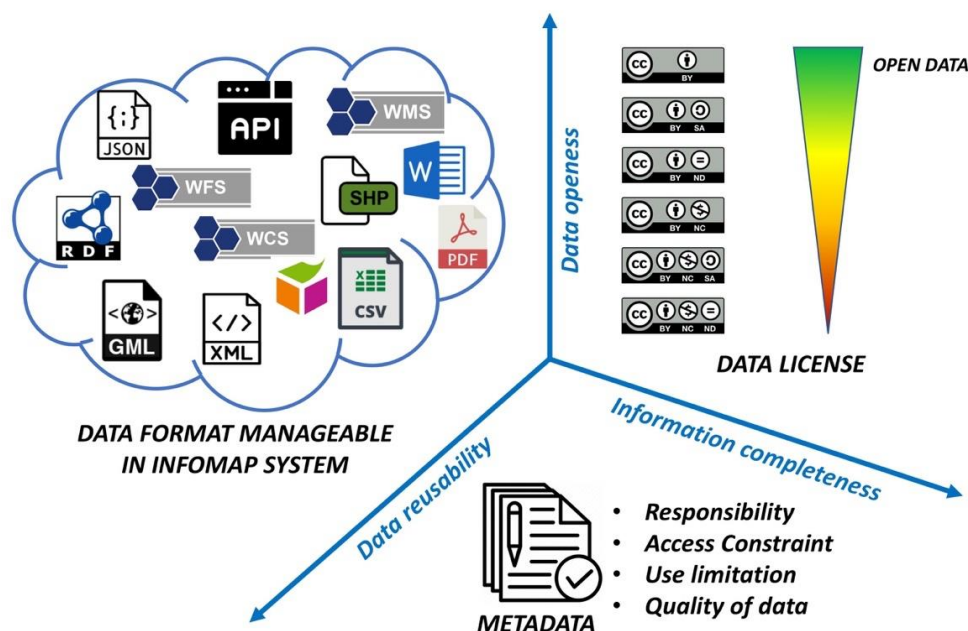 {;}
JSON
API
WMS
WFS
SHP
W
RDF
WCS
PDF
X
CSV
< >
GML
</>
XML
DATA FORMAT MANAGEABLE
IN INFOMAP SYSTEM
Data openess
cc
BY
cc
BY SA
cc =
BY ND
cc $
BY NC
cc $
BY NC SA
cc $ =
BY NC ND
DATA LICENSE
OPEN DATA
Data reusability
Information completeness
METADATA
• Responsibility
• Access Constraint
• Use limitation
• Quality of data